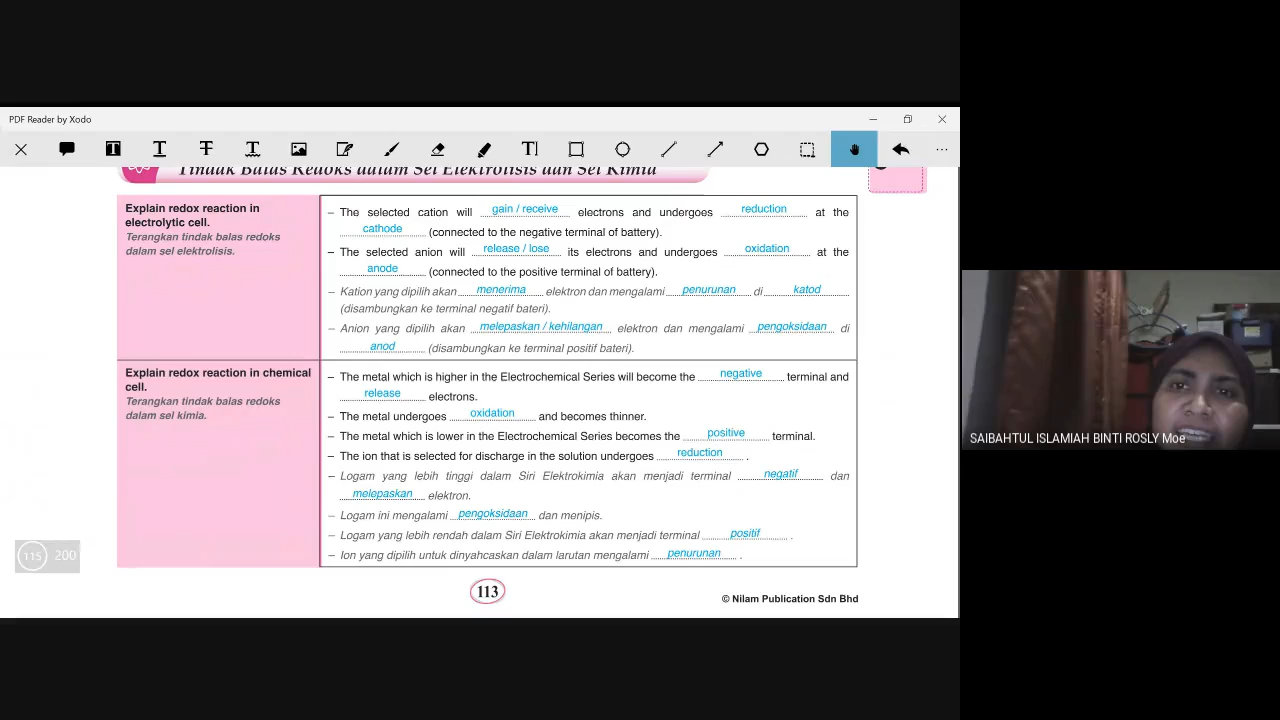 PDF Reader by Xodo
Tindak Balas Redoks dalam Sel Elektrolisis dan Sel Kimia
Explain redox reaction in
electrolytic cell.
Terangkan tindak balas redoks
dalam sel elektrolisis.
– The selected cation will gain / receive electrons and undergoes reduction at the
cathode (connected to the negative terminal of battery).
– The selected anion will release / lose its electrons and undergoes oxidation at the
anode (connected to the positive terminal of battery).
– Kation yang dipilih akan menerima elektron dan mengalami penurunan di katod
(disambungkan ke terminal negatif bateri).
– Anion yang dipilih akan melepaskan / kehilangan elektron dan mengalami pengoksidaan di
anod (disambungkan ke terminal positif bateri).
Explain redox reaction in chemical
cell.
Terangkan tindak balas redoks
dalam sel kimia.
– The metal which is higher in the Electrochemical Series will become the negative terminal and
release electrons.
– The metal undergoes oxidation and becomes thinner.
– The metal which is lower in the Electrochemical Series becomes the positive terminal.
– The ion that is selected for discharge in the solution undergoes reduction .
– Logam yang lebih tinggi dalam Siri Elektrokimia akan menjadi terminal negatif dan
melepaskan elektron.
– Logam ini mengalami pengoksidaan dan menipis.
– Logam yang lebih rendah dalam Siri Elektrokimia akan menjadi terminal positif .
– Ion yang dipilih untuk dinyahcaskan dalam larutan mengalami penurunan .
115 200
113
© Nilam Publication Sdn Bhd
SAIBAHTUL ISLAMIAH BINTI ROSLY Moe